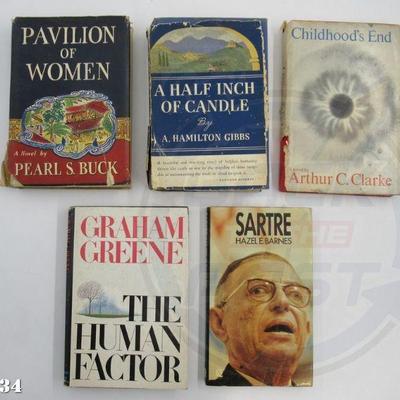 PAVILION
OF
WOMEN
A Novel by
PEARL S. BUCK
A HALF INCH
OF CANDLE
By
A. HAMILTON GIBBS
Childhood's End
Arthur C. Clarke
GRAHAM
GREENE
THE
HUMAN
FACTOR
SARTRE
HAZEL E. BARNES
34